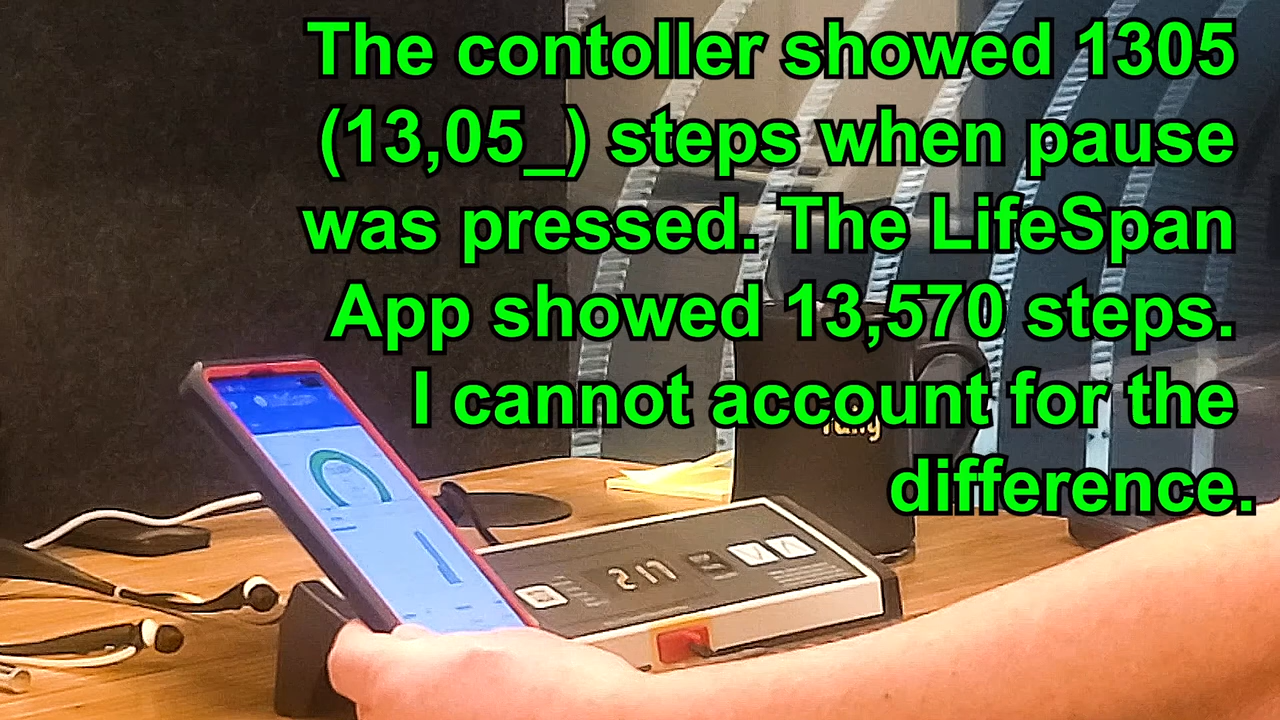 The contoller showed 1305
(13,05_) steps when pause
was pressed. The LifeSpan
App showed 13,570 steps.
I cannot account for the
difference.